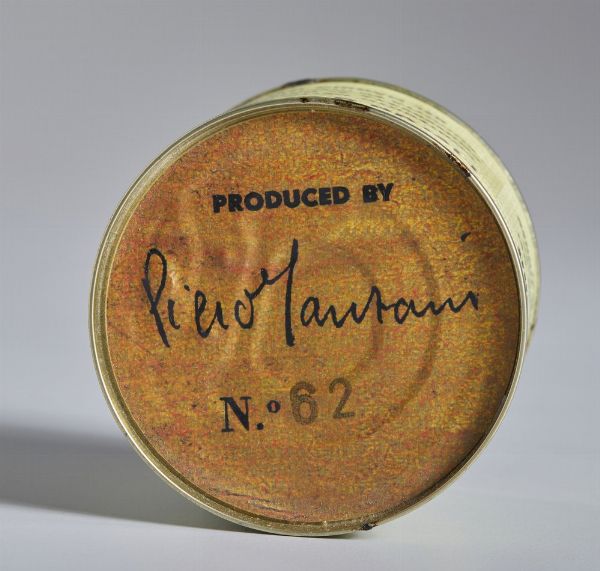 PRODUCED BY
Piero Manzoni
N.º 62